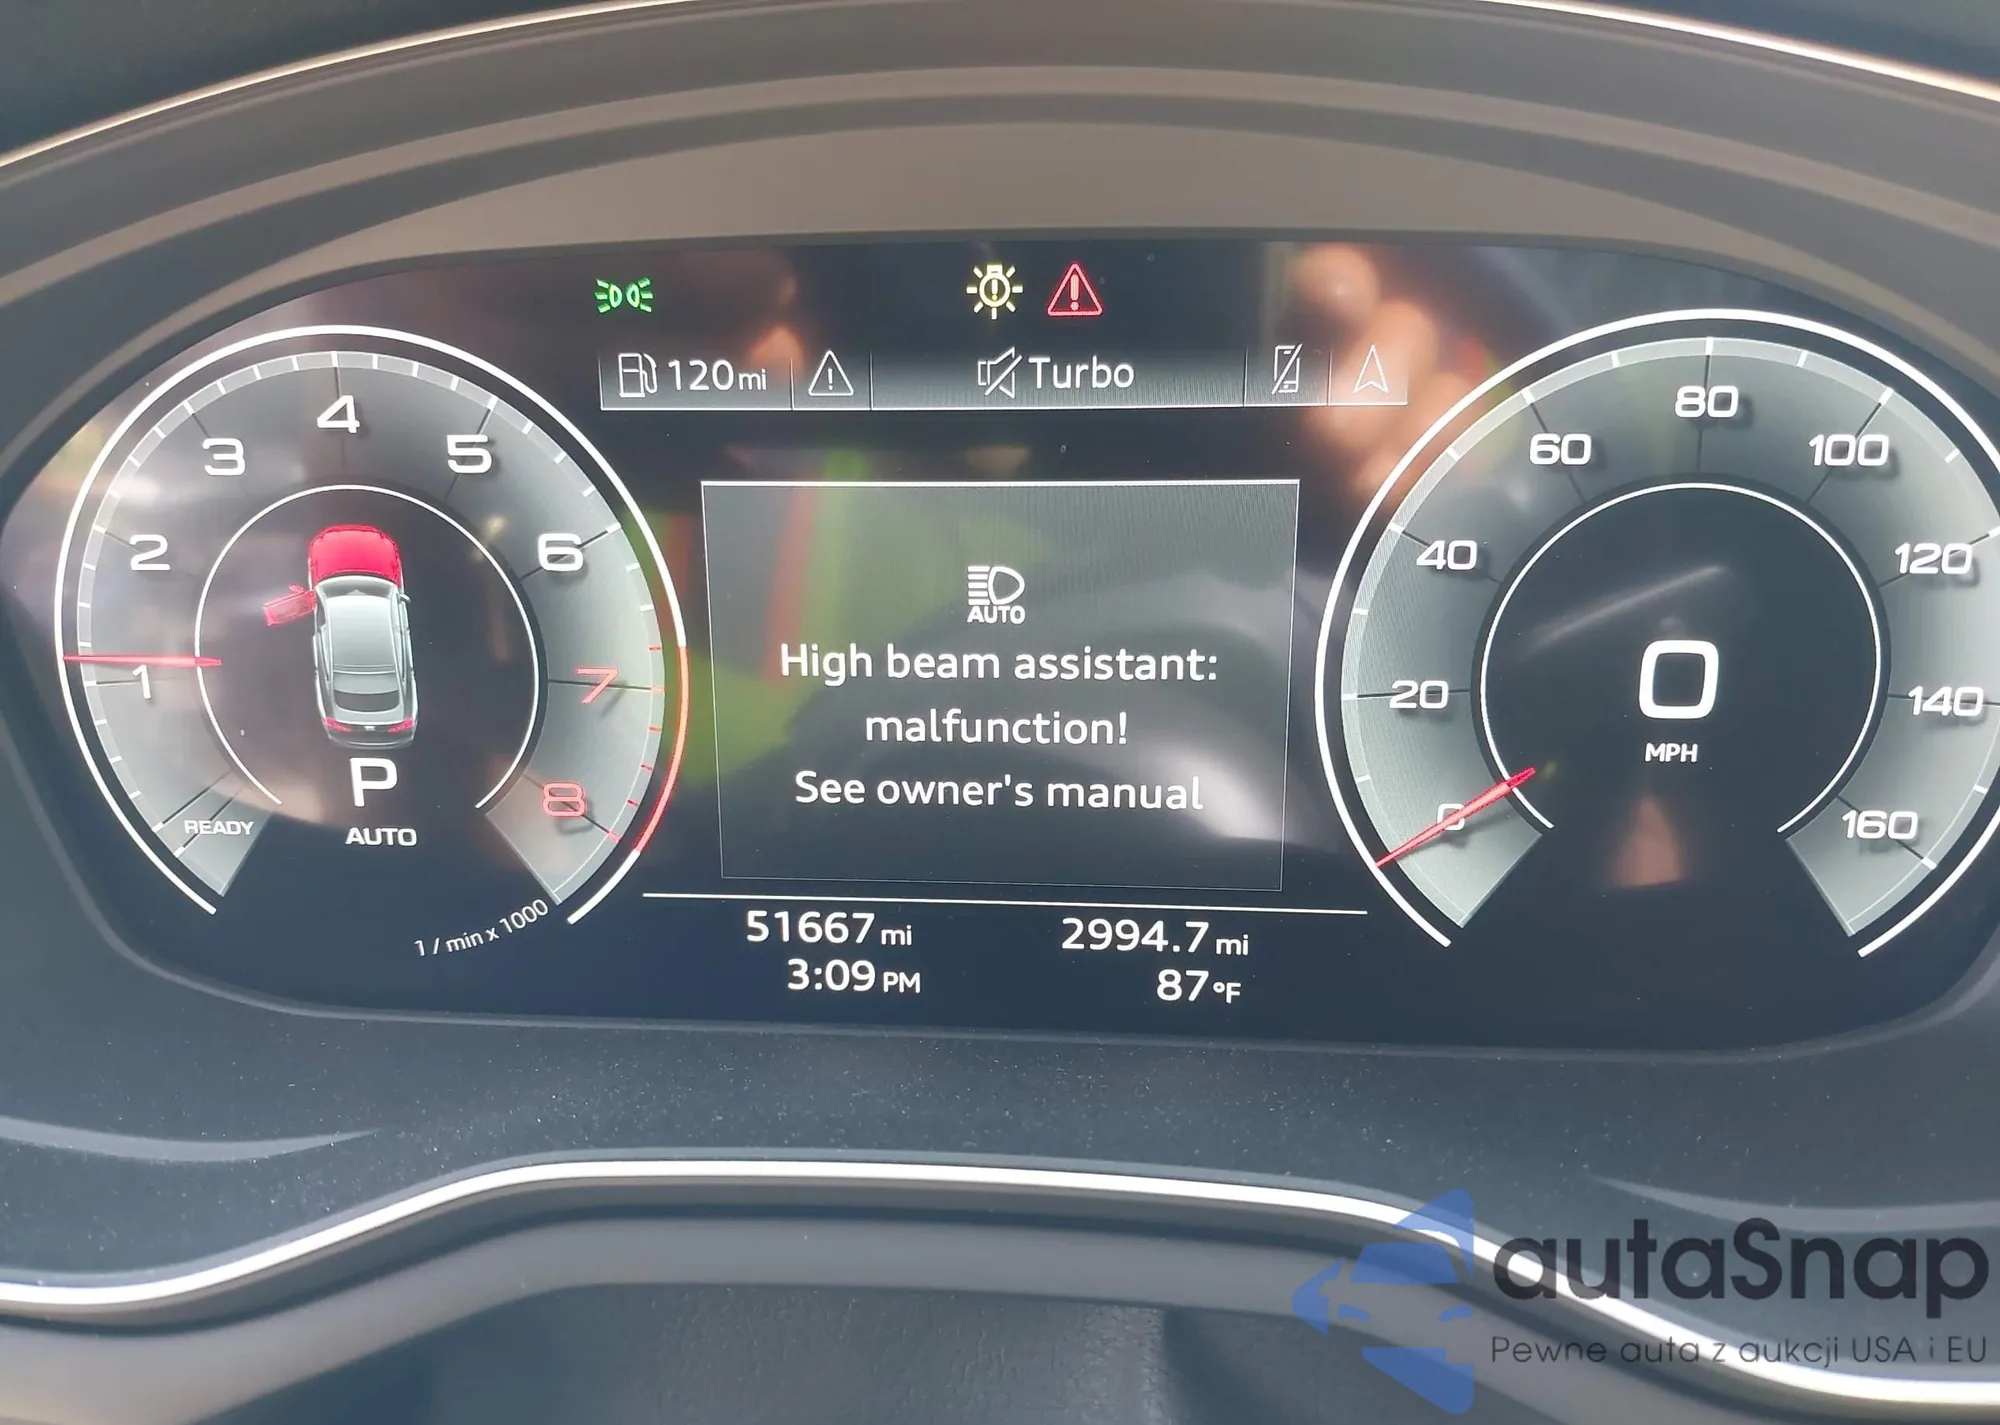 120 mi
Turbo
1
2
3
4
5
6
7
8
READY
P
AUTO
1 / min x 1000
AUTO
High beam assistant:
malfunction!
See owner's manual
51667 mi
2994.7 mi
3:09 PM
87 °F
0
20
40
60
80
100
120
140
160
0
MPH
autaSnap
Pewne auta z aukcji USA i EU